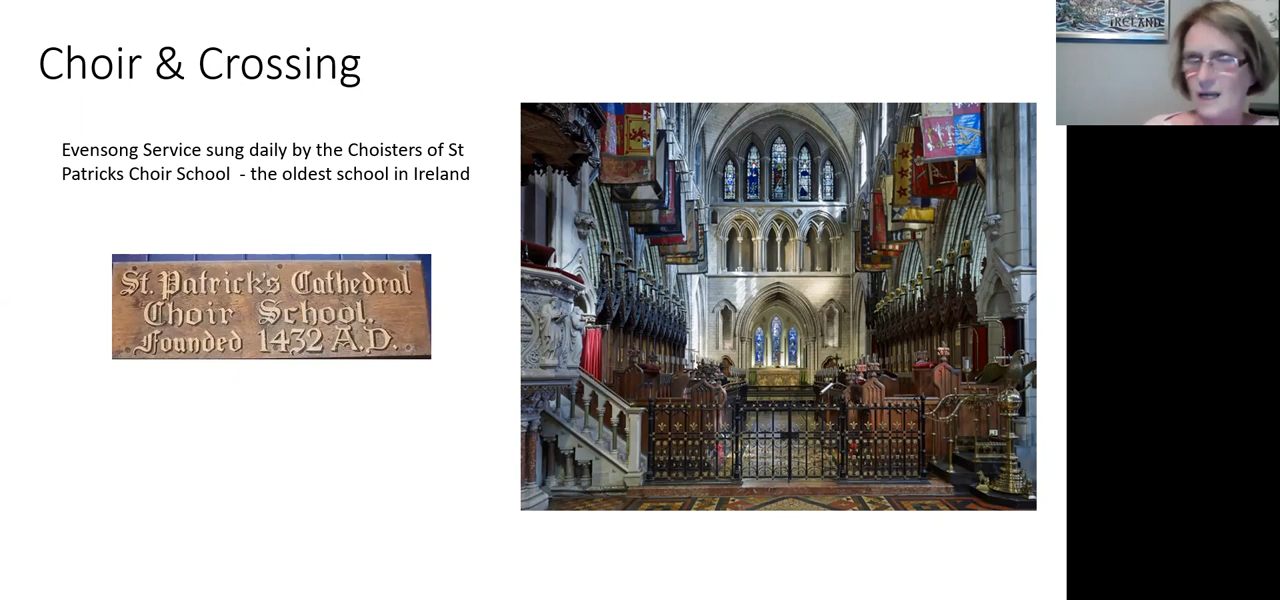 Choir & Crossing
Evensong Service sung daily by the Choisters of St
Patricks Choir School  - the oldest school in Ireland
St. Patrick's Cathedral
Choir School.
Founded 1432 A.D.
IRELAND